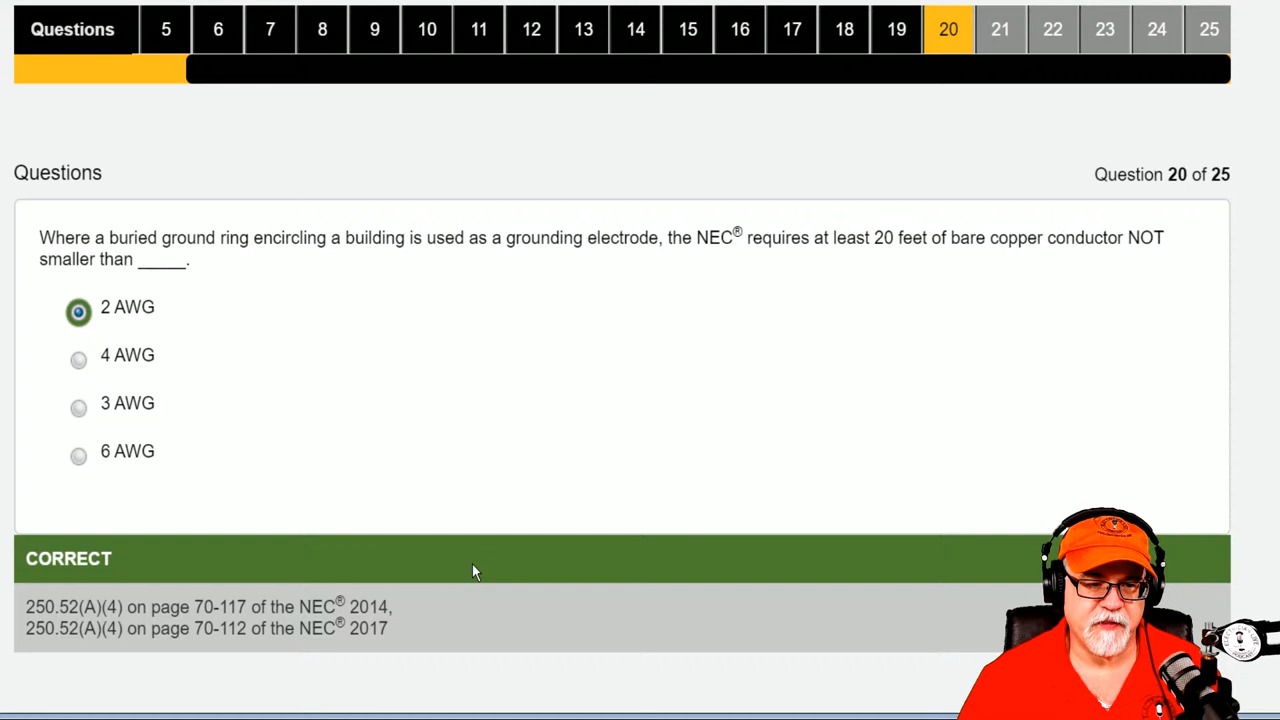 Questions 5 6 7 8 9 10 11 12 13 14 15 16 17 18 19 20 21 22 23 24 25
Questions
Question 20 of 25
Where a buried ground ring encircling a building is used as a grounding electrode, the NEC® requires at least 20 feet of bare copper conductor NOT
smaller than _____.
2 AWG
4 AWG
3 AWG
6 AWG
CORRECT
250.52(A)(4) on page 70-117 of the NEC® 2014,
250.52(A)(4) on page 70-112 of the NEC® 2017